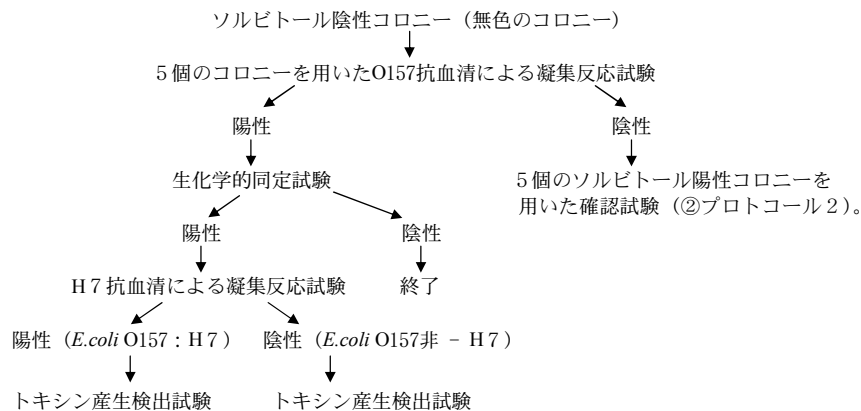 ソルビトール陰性コロニー（無色のコロニー）
５個のコロニーを用いたO157抗血清による凝集反応試験
陽性
陰性
生化学的同定試験
５個のソルビトール陽性コロニーを
用いた確認試験（②プロトコール２）。
陽性
陰性
H７抗血清による凝集反応試験
終了
陽性（E.coli O157：H７）
陰性（E.coli O157非 － H７）
トキシン産生検出試験
トキシン産生検出試験